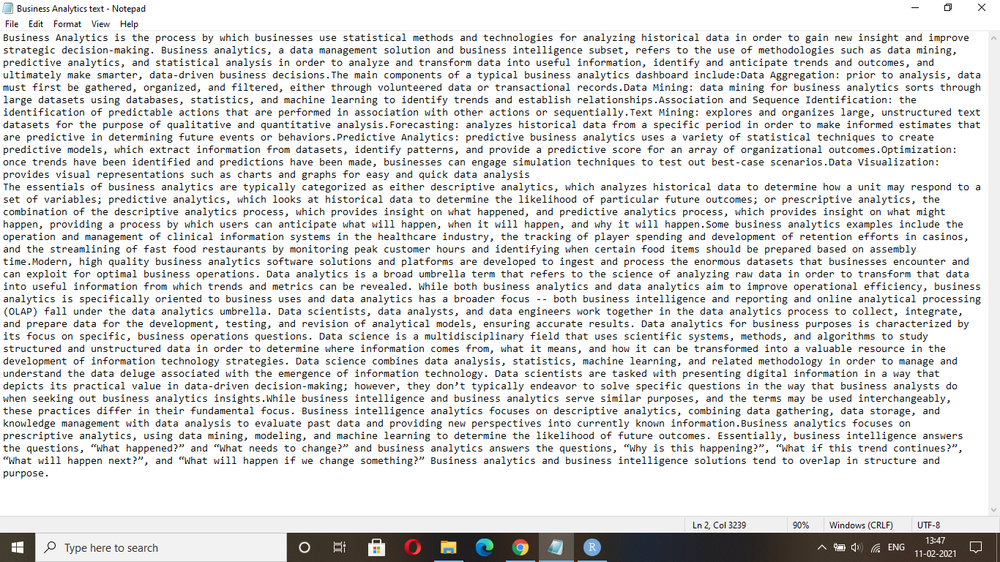 Business Analytics text - Notepad
File Edit Format View Help
Business Analytics is the process by which businesses use statistical methods and technologies for analyzing historical data in order to gain new insight and improve
strategic decision-making. Business analytics, a data management solution and business intelligence subset, refers to the use of methodologies such as data mining,
predictive analytics, and statistical analysis in order to analyze and transform data into useful information, identify and anticipate trends and outcomes, and
ultimately make smarter, data-driven business decisions.The main components of a typical business analytics dashboard include:Data Aggregation: prior to analysis, data
must first be gathered, organized, and filtered, either through volunteered data or transactional records.Data Mining: data mining for business analytics sorts through
large datasets using databases, statistics, and machine learning to identify trends and establish relationships.Association and Sequence Identification: the
identification of predictable actions that are performed in association with other actions or sequentially.Text Mining: explores and organizes large, unstructured text
datasets for the purpose of qualitative and quantitative analysis.Forecasting: analyzes historical data from a specific period in order to make informed estimates that
are predictive in determining future events or behaviors.Predictive Analytics: predictive business analytics uses a variety of statistical techniques to create
predictive models, which extract information from datasets, identify patterns, and provide a predictive score for an array of organizational outcomes.Optimization:
once trends have been identified and predictions have been made, businesses can engage simulation techniques to test out best-case scenarios.Data Visualization:
provides visual representations such as charts and graphs for easy and quick data analysis
The essentials of business analytics are typically categorized as either descriptive analytics, which analyzes historical data to determine how a unit may respond to a
set of variables; predictive analytics, which looks at historical data to determine the likelihood of particular future outcomes; or prescriptive analytics, the
combination of the descriptive analytics process, which provides insight on what happened, and predictive analytics process, which provides insight on what might
happen, providing a process by which users can anticipate what will happen, when it will happen, and why it will happen.Some business analytics examples include the
operation and management of clinical information systems in the healthcare industry, the tracking of player spending and development of retention efforts in casinos,
and the streamlining of fast food restaurants by monitoring peak customer hours and identifying when certain food items should be prepared based on assembly
time.Modern, high quality business analytics software solutions and platforms are developed to ingest and process the enormous datasets that businesses encounter and
can exploit for optimal business operations. Data analytics is a broad umbrella term that refers to the science of analyzing raw data in order to transform that data
into useful information from which trends and metrics can be revealed. While both business analytics and data analytics aim to improve operational efficiency, business
analytics is specifically oriented to business uses and data analytics has a broader focus -- both business intelligence and reporting and online analytical processing
(OLAP) fall under the data analytics umbrella. Data scientists, data analysts, and data engineers work together in the data analytics process to collect, integrate,
and prepare data for the development, testing, and revision of analytical models, ensuring accurate results. Data analytics for business purposes is characterized by
its focus on specific, business operations questions. Data science is a multidisciplinary field that uses scientific systems, methods, and algorithms to study
structured and unstructured data in order to determine where information comes from, what it means, and how it can be transformed into a valuable resource in the
development of information technology strategies. Data science combines data analysis, statistics, machine learning, and related methodology in order to manage and
understand the data deluge associated with the emergence of information technology. Data scientists are tasked with presenting digital information in a way that
depicts its practical value in data-driven decision-making; however, they don’t typically endeavor to solve specific questions in the way that business analysts do
when seeking out business analytics insights.While business intelligence and business analytics serve similar purposes, and the terms may be used interchangeably,
these practices differ in their fundamental focus. Business intelligence analytics focuses on descriptive analytics, combining data gathering, data storage, and
knowledge management with data analysis to evaluate past data and providing new perspectives into currently known information.Business analytics focuses on
prescriptive analytics, using data mining, modeling, and machine learning to determine the likelihood of future outcomes. Essentially, business intelligence answers
the questions, “What happened?” and “What needs to change?” and business analytics answers the questions, “Why is this happening?”, “What if this trend continues?”,
“What will happen next?”, and “What will happen if we change something?” Business analytics and business intelligence solutions tend to overlap in structure and
purpose.
Ln 2, Col 3239 90% Windows (CRLF) UTF-8
Type here to search
R
ENG
13:47
11-02-2021